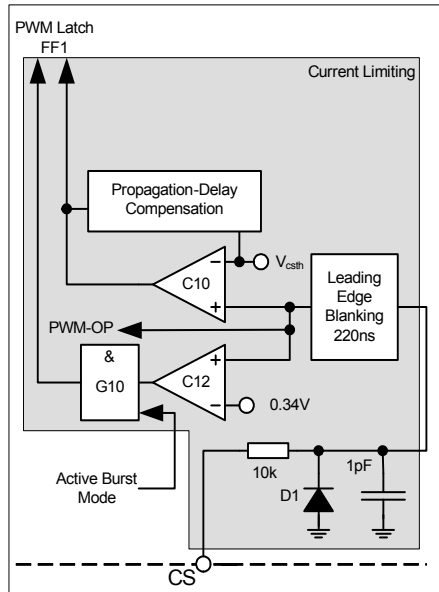 PWM Latch
FF1
Current Limiting
Propagation-Delay
Compensation
−
Vcsth
C10
+
Leading
Edge
Blanking
220ns
PWM-OP
&
G10
+
C12
−
0.34V
Active Burst
Mode
10k
D1
1pF
CS